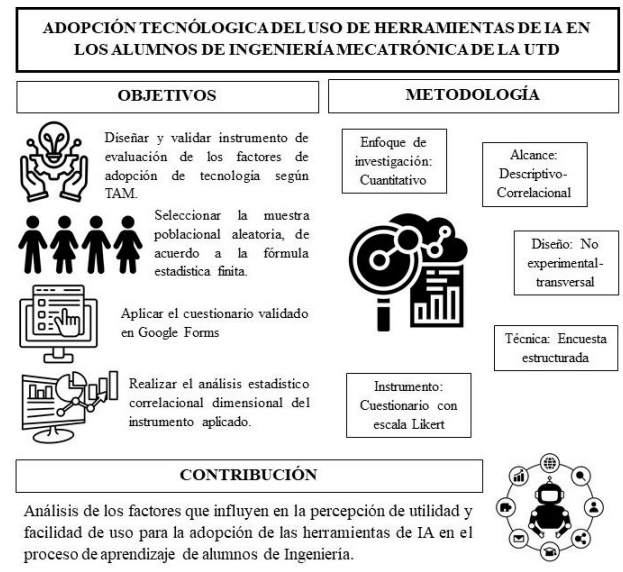 ADOPCIÓN TECNÓLOGICA DEL USO DE HERRAMIENTAS DE IA EN
LOS ALUMNOS DE INGENIERÍA MECATRÓNICA DE LA UTD
OBJETIVOS
Diseñar y validar instrumento de
evaluación de los factores de
adopción de tecnología según
TAM.
Seleccionar la muestra
poblacional aleatoria, de
acuerdo a la fórmula
estadística finita.
Aplicar el cuestionario validado
en Google Forms
Realizar el análisis estadístico
correlacional dimensional del
instrumento aplicado.
METODOLOGÍA
Enfoque de
investigación:
Cuantitativo
Alcance:
Descriptivo-
Correlacional
Diseño: No
experimental-
transversal
Técnica: Encuesta
estructurada
Instrumento:
Cuestionario con
escala Likert
CONTRIBUCIÓN
Análisis de los factores que influyen en la percepción de utilidad y
facilidad de uso para la adopción de las herramientas de IA en el
proceso de aprendizaje de alumnos de Ingeniería.